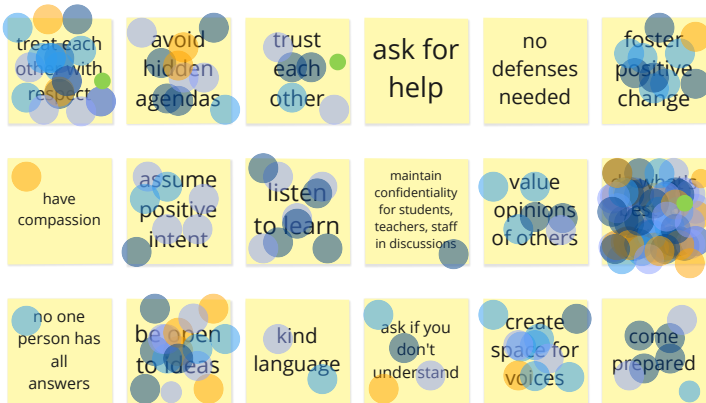 treat each
other with
respect
avoid
hidden
agendas
trust
each
other
ask for
help
no
defenses
needed
foster
positive
change
have
compassion
assume
positive
intent
listen
to learn
maintain
confidentiality
for students,
teachers, staff
in discussions
value
opinions
of others
what's
no one
person has
all
answers
be open
to ideas
kind
language
ask if you
don't
understand
create
space for
voices
come
prepared